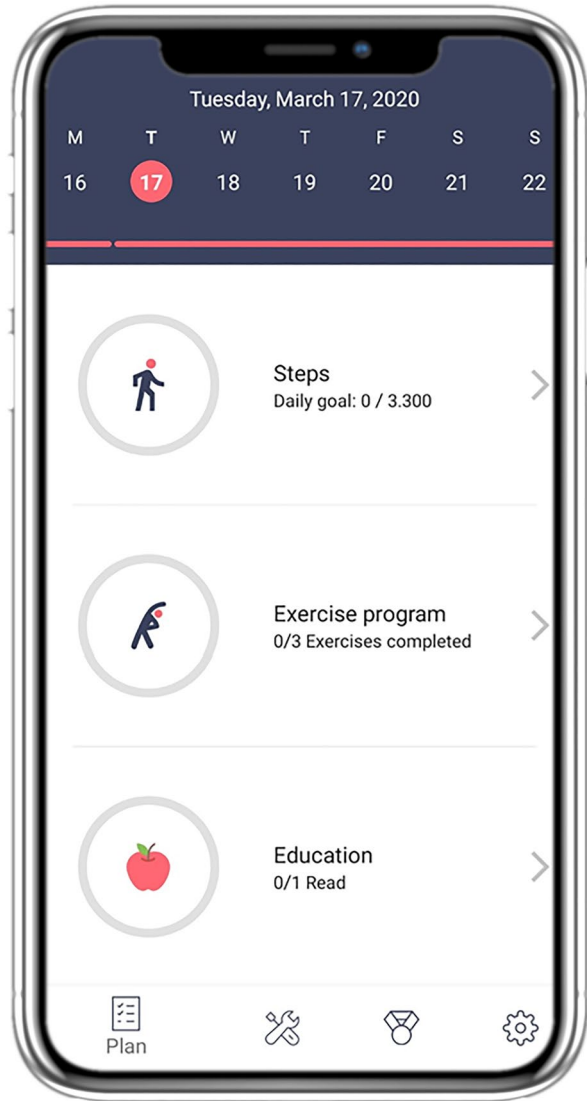 Tuesday, March 17, 2020
M T W T F S S
16 17 18 19 20 21 22
Steps
Daily goal: 0 / 3.300
Exercise program
0/3 Exercises completed
Education
0/1 Read
Plan